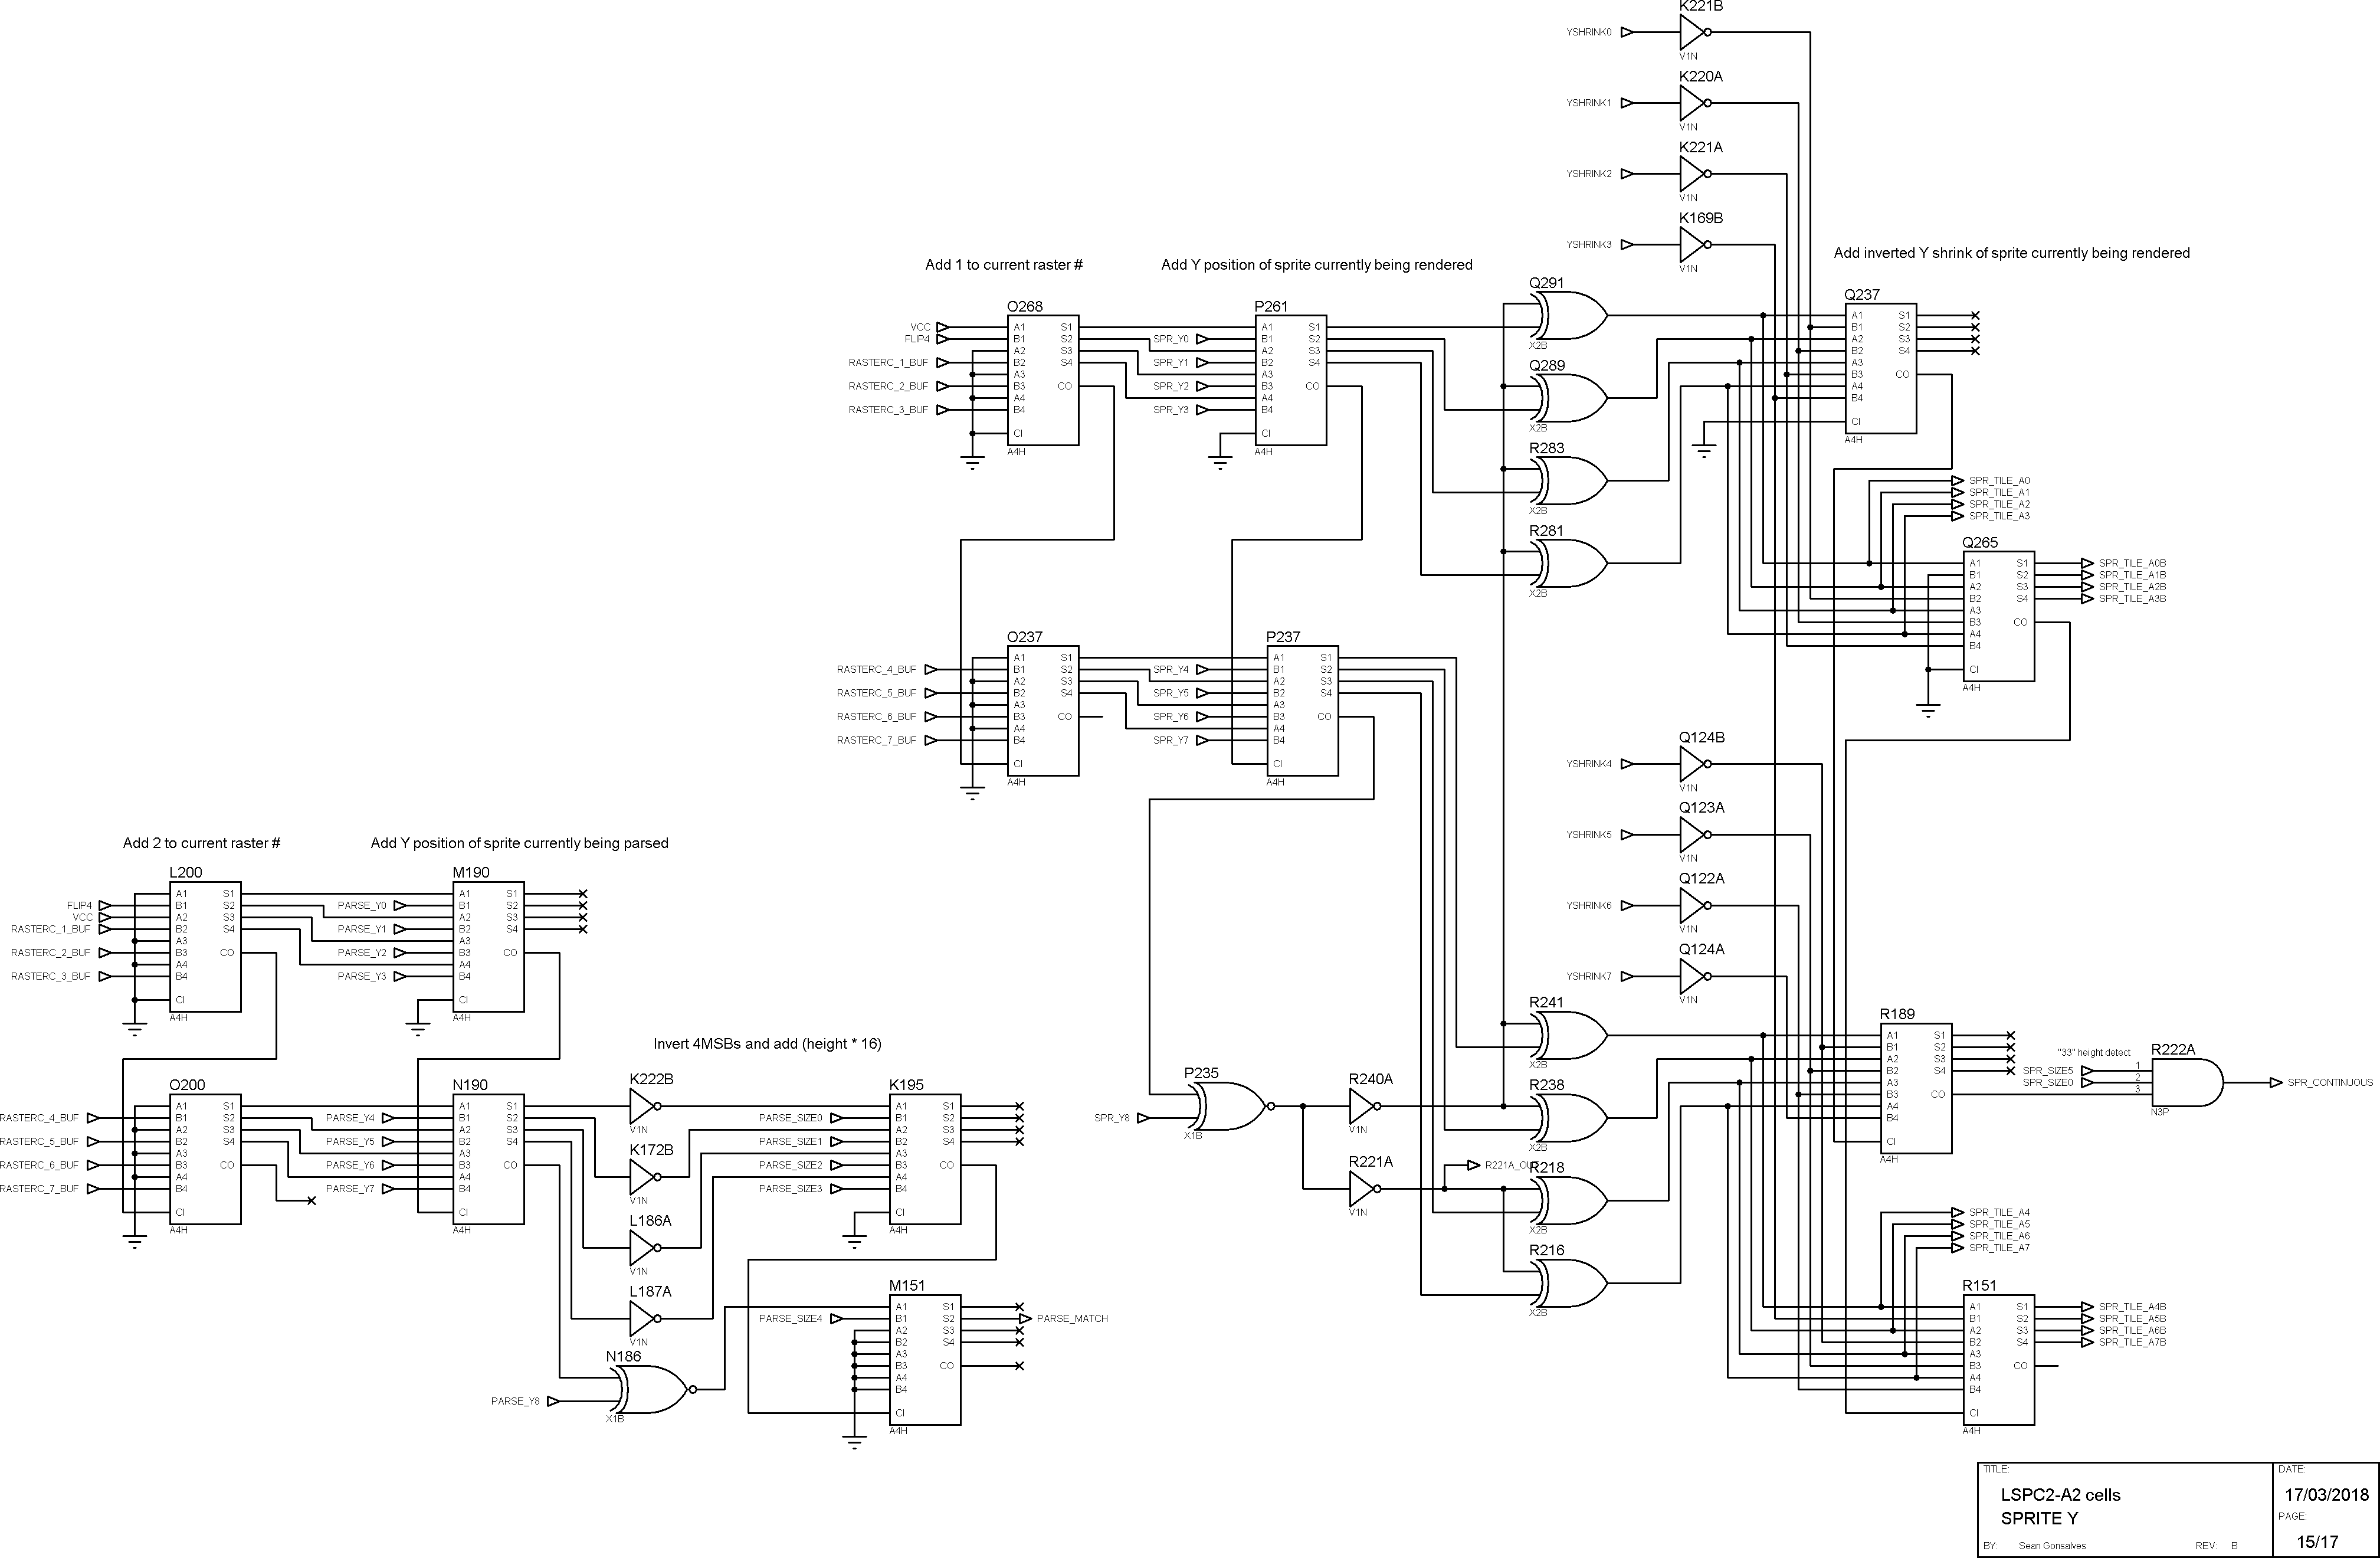 K221B
YSHRINK0
V1N
K220A
YSHRINK1
V1N
K221A
YSHRINK2
V1N
K169B
YSHRINK3
V1N
Add 1 to current raster #
Add Y position of sprite currently being rendered
Add inverted Y shrink of sprite currently being rendered
O268
VCC
FLIP4
RASTERC_1_BUF
RASTERC_2_BUF
RASTERC_3_BUF
A1 S1
B1 S2
A2 S3
B2 S4
A3
B3 CO
A4
B4
CI
A4H
P261
SPR_Y0
SPR_Y1
SPR_Y2
SPR_Y3
A1 S1
B1 S2
A2 S3
B2 S4
A3
B3 CO
A4
B4
CI
A4H
Q291
X2B
Q289
X2B
R283
X2B
R281
X2B
Q237
A1 S1
B1 S2
A2 S3
B2 S4
A3
B3 CO
A4
B4
CI
A4H
SPR_TILE_A0
SPR_TILE_A1
SPR_TILE_A2
SPR_TILE_A3
Q265
A1 S1
B1 S2
A2 S3
B2 S4
A3
B3 CO
A4
B4
CI
A4H
SPR_TILE_A0B
SPR_TILE_A1B
SPR_TILE_A2B
SPR_TILE_A3B
O237
RASTERC_4_BUF
RASTERC_5_BUF
RASTERC_6_BUF
RASTERC_7_BUF
A1 S1
B1 S2
A2 S3
B2 S4
A3
B3 CO
A4
B4
CI
A4H
P237
SPR_Y4
SPR_Y5
SPR_Y6
SPR_Y7
A1 S1
B1 S2
A2 S3
B2 S4
A3
B3 CO
A4
B4
CI
A4H
Q124B
YSHRINK4
V1N
Q123A
YSHRINK5
V1N
Q122A
YSHRINK6
V1N
Q124A
YSHRINK7
V1N
Add 2 to current raster #
Add Y position of sprite currently being parsed
L200
FLIP4
VCC
RASTERC_1_BUF
RASTERC_2_BUF
RASTERC_3_BUF
A1 S1
B1 S2
A2 S3
B2 S4
A3
B3 CO
A4
B4
CI
A4H
M190
PARSE_Y0
PARSE_Y1
PARSE_Y2
PARSE_Y3
A1 S1
B1 S2
A2 S3
B2 S4
A3
B3 CO
A4
B4
CI
A4H
Invert 4MSBs and add (height * 16)
O200
RASTERC_4_BUF
RASTERC_5_BUF
RASTERC_6_BUF
RASTERC_7_BUF
A1 S1
B1 S2
A2 S3
B2 S4
A3
B3 CO
A4
B4
CI
A4H
N190
PARSE_Y4
PARSE_Y5
PARSE_Y6
PARSE_Y7
A1 S1
B1 S2
A2 S3
B2 S4
A3
B3 CO
A4
B4
CI
A4H
K222B
V1N
K172B
V1N
L186A
V1N
L187A
V1N
N186
PARSE_Y8
X1B
K195
PARSE_SIZE0
PARSE_SIZE1
PARSE_SIZE2
PARSE_SIZE3
A1 S1
B1 S2
A2 S3
B2 S4
A3
B3 CO
A4
B4
CI
A4H
M151
PARSE_SIZE4
A1 S1
B1 S2
A2 S3
B2 S4
A3
B3 CO
A4
B4
CI
A4H
PARSE_MATCH
P235
SPR_Y8
X1B
R240A
V1N
R221A
V1N
R221A_OUT
R241
X2B
R238
X2B
R218
X2B
R216
X2B
R189
A1 S1
B1 S2
A2 S3
B2 S4
A3
B3 CO
A4
B4
CI
A4H
"33" height detect
SPR_SIZE5
SPR_SIZE0
1
2
3
R222A
N3P
SPR_CONTINUOUS
SPR_TILE_A4
SPR_TILE_A5
SPR_TILE_A6
SPR_TILE_A7
R151
A1 S1
B1 S2
A2 S3
B2 S4
A3
B3 CO
A4
B4
CI
A4H
SPR_TILE_A4B
SPR_TILE_A5B
SPR_TILE_A6B
SPR_TILE_A7B
TITLE:
LSPC2-A2 cells
SPRITE Y
BY: Sean Gonsalves
REV: B
DATE:
17/03/2018
PAGE:
15/17